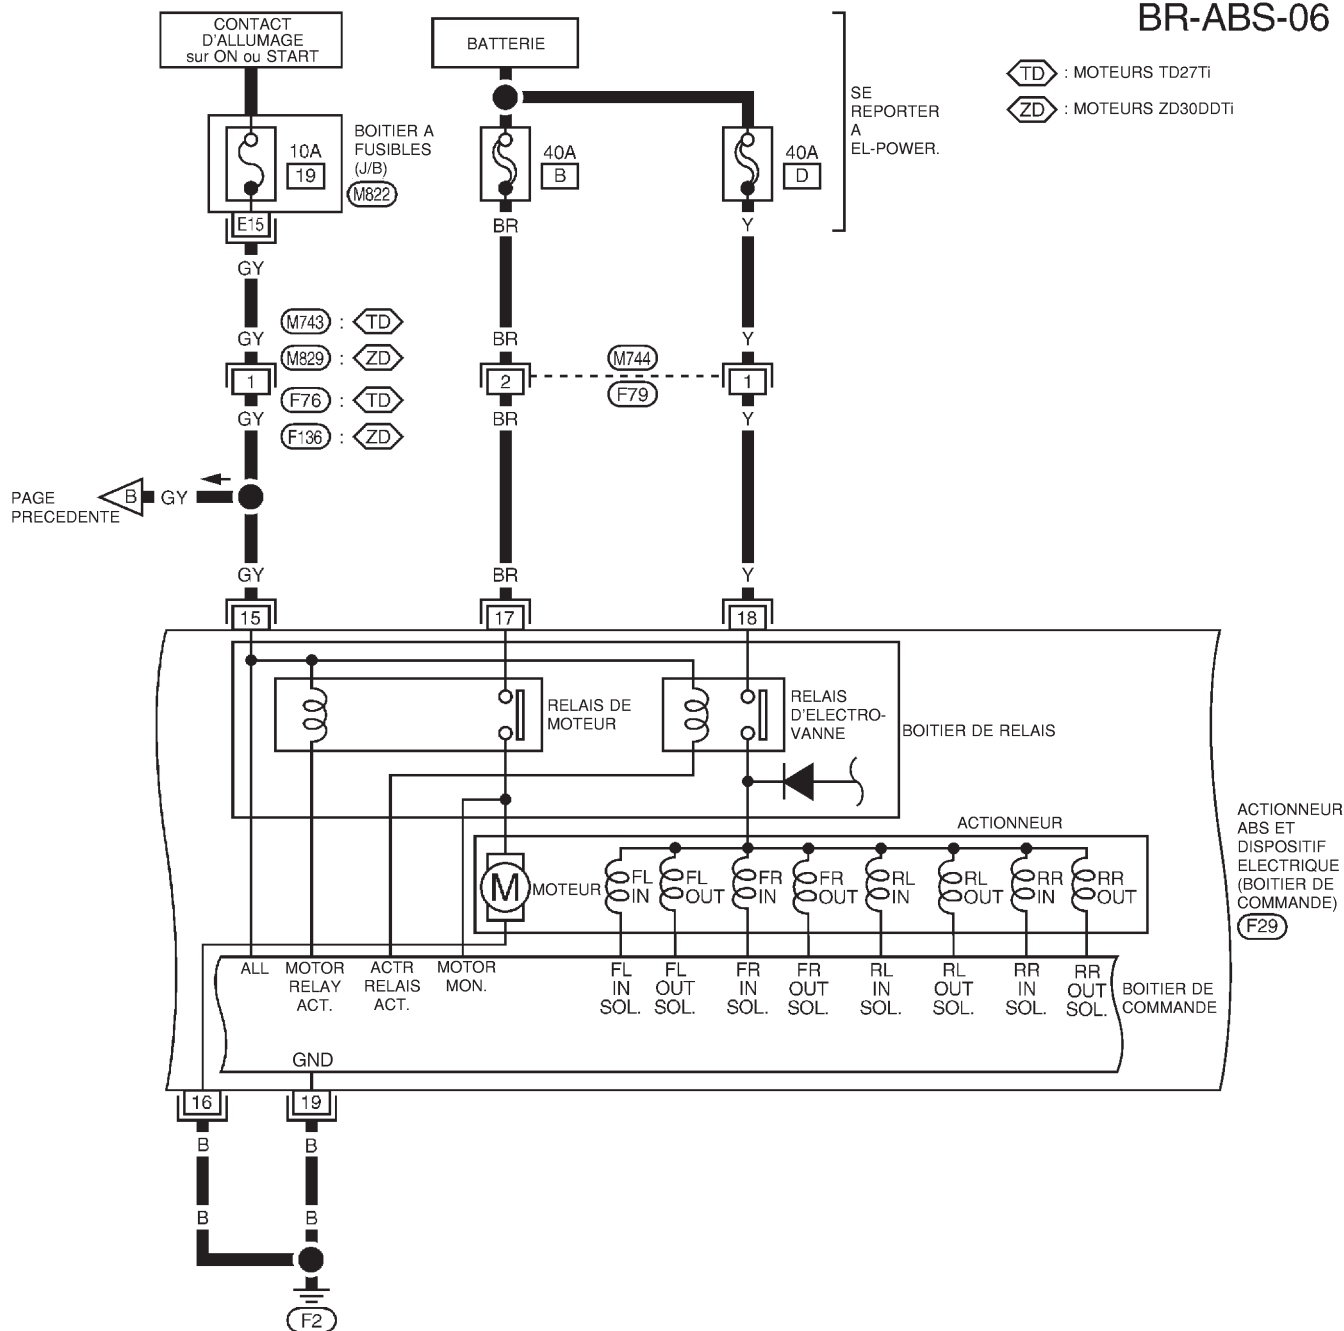 BR-ABS-06
CONTACT
D'ALLUMAGE
sur ON ou START
BATTERIE
TD : MOTEURS TD27Ti
ZD : MOTEURS ZD30DDTi
SE
REPORTER
A
EL-POWER.
10A
19
BOITIER A
FUSIBLES
(J/B)
M822
40A
B
40A
D
E15
GY
BR
Y
M743 : TD
M829 : ZD
GY
BR
Y
1
2
M744
F79
1
F76 : TD
F136 : ZD
GY
BR
Y
PAGE
PRECEDENTE
B
GY
GY
BR
Y
15
17
18
RELAIS DE
MOTEUR
RELAIS
D'ELECTRO-
VANNE
BOITIER DE RELAIS
ACTIONNEUR
ACTIONNEUR
ABS ET
DISPOSITIF
ELECTRIQUE
(BOITIER DE
COMMANDE)
F29
M
MOTEUR
FL
IN
FL
OUT
FR
IN
FR
OUT
RL
IN
RL
OUT
RR
IN
RR
OUT
ALL
MOTOR
RELAY
ACT.
ACTR
RELAIS
ACT.
MOTOR
MON.
FL
IN
SOL.
FL
OUT
SOL.
FR
IN
SOL.
FR
OUT
SOL.
RL
IN
SOL.
RL
OUT
SOL.
RR
IN
SOL.
RR
OUT
SOL.
BOITIER DE
COMMANDE
GND
16
19
B
B
B
B
F2